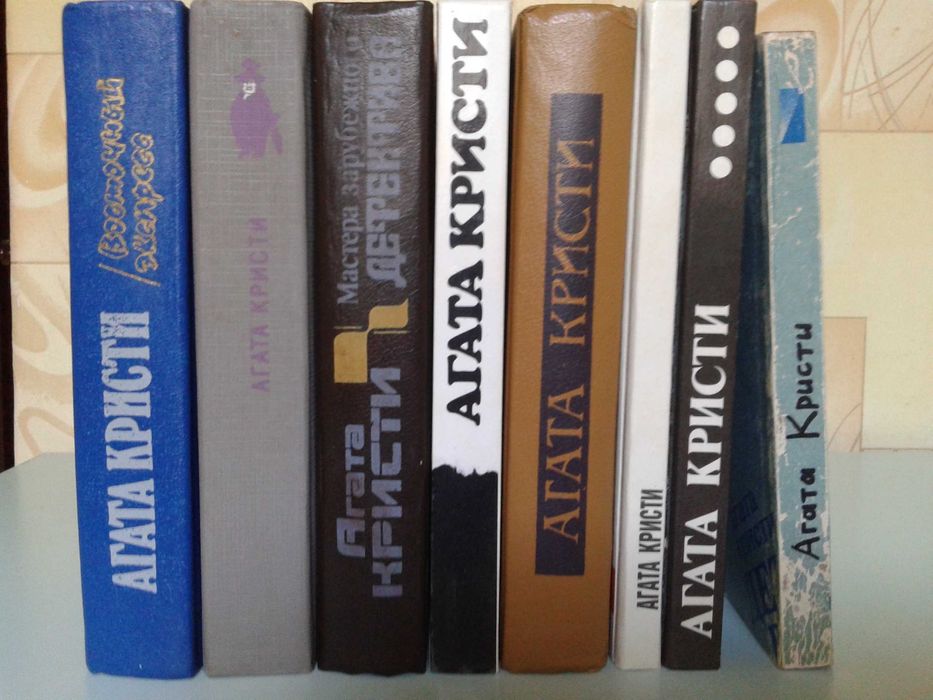 АГАТА КРИСТИ
Восточный
экспресс
АГАТА КРИСТИ
Агата
КРИСТИ
Мастера зарубежного
ДЕТЕКТИВА
АГАТА КРИСТИ
АГАТА КРИСТИ
АГАТА КРИСТИ
АГАТА КРИСТИ
Агата Кристи